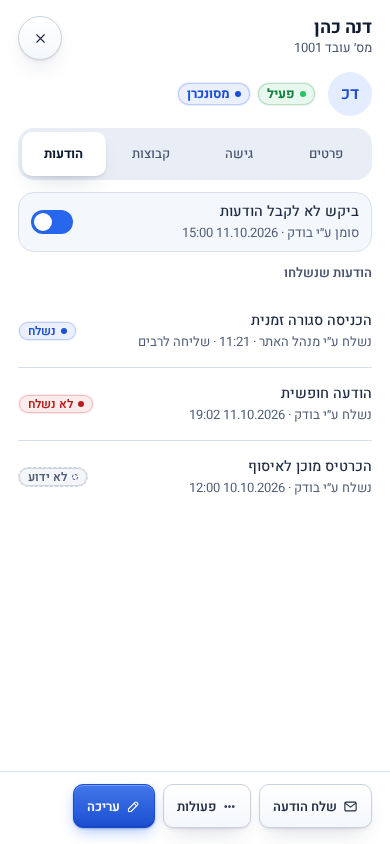 דנה כהן
מס׳ עובד 1001
דכ
פעיל
מסונכרן
פרטים
גישה
קבוצות
הודעות
ביקש לא לקבל הודעות
סומן ע״י בודק · 11.10.2026 15:00
הודעות שנשלחו
הכניסה סגורה זמנית
נשלח ע״י מנהל האתר · 11:21 · שליחה לרבים
נשלח
הודעה חופשית
נשלח ע״י בודק · 11.10.2026 19:02
לא נשלח
הכרטיס מוכן לאיסוף
נשלח ע״י בודק · 10.10.2026 12:00
לא ידוע
שלח הודעה
פעולות
עריכה